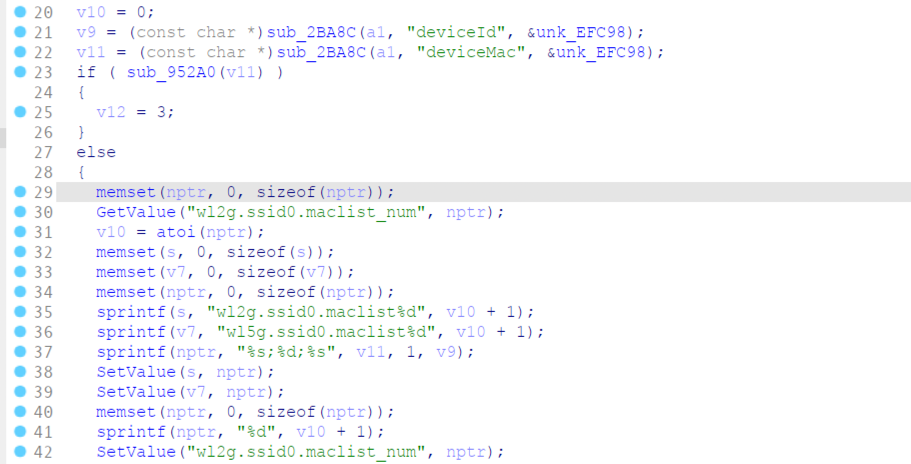 20 v10 = 0;
21 v9 = (const char *)sub_2BA8C(a1, "deviceId", &unk_EFC98);
22 v11 = (const char *)sub_2BA8C(a1, "deviceMac", &unk_EFC98);
23 if ( sub_952A0(v11) )
24 {
25 v12 = 3;
26 }
27 else
28 {
29 memset(nptr, 0, sizeof(nptr));
30 GetValue("wl2g.ssid0.maclist_num", nptr);
31 v10 = atoi(nptr);
32 memset(s, 0, sizeof(s));
33 memset(v7, 0, sizeof(v7));
34 memset(nptr, 0, sizeof(nptr));
35 sprintf(s, "wl2g.ssid0.maclist%d", v10 + 1);
36 sprintf(v7, "wl5g.ssid0.maclist%d", v10 + 1);
37 sprintf(nptr, "%s;%d;%s", v11, 1, v9);
38 SetValue(s, nptr);
39 SetValue(v7, nptr);
40 memset(nptr, 0, sizeof(nptr));
41 sprintf(nptr, "%d", v10 + 1);
42 SetValue("wl2g.ssid0.maclist_num", nptr);